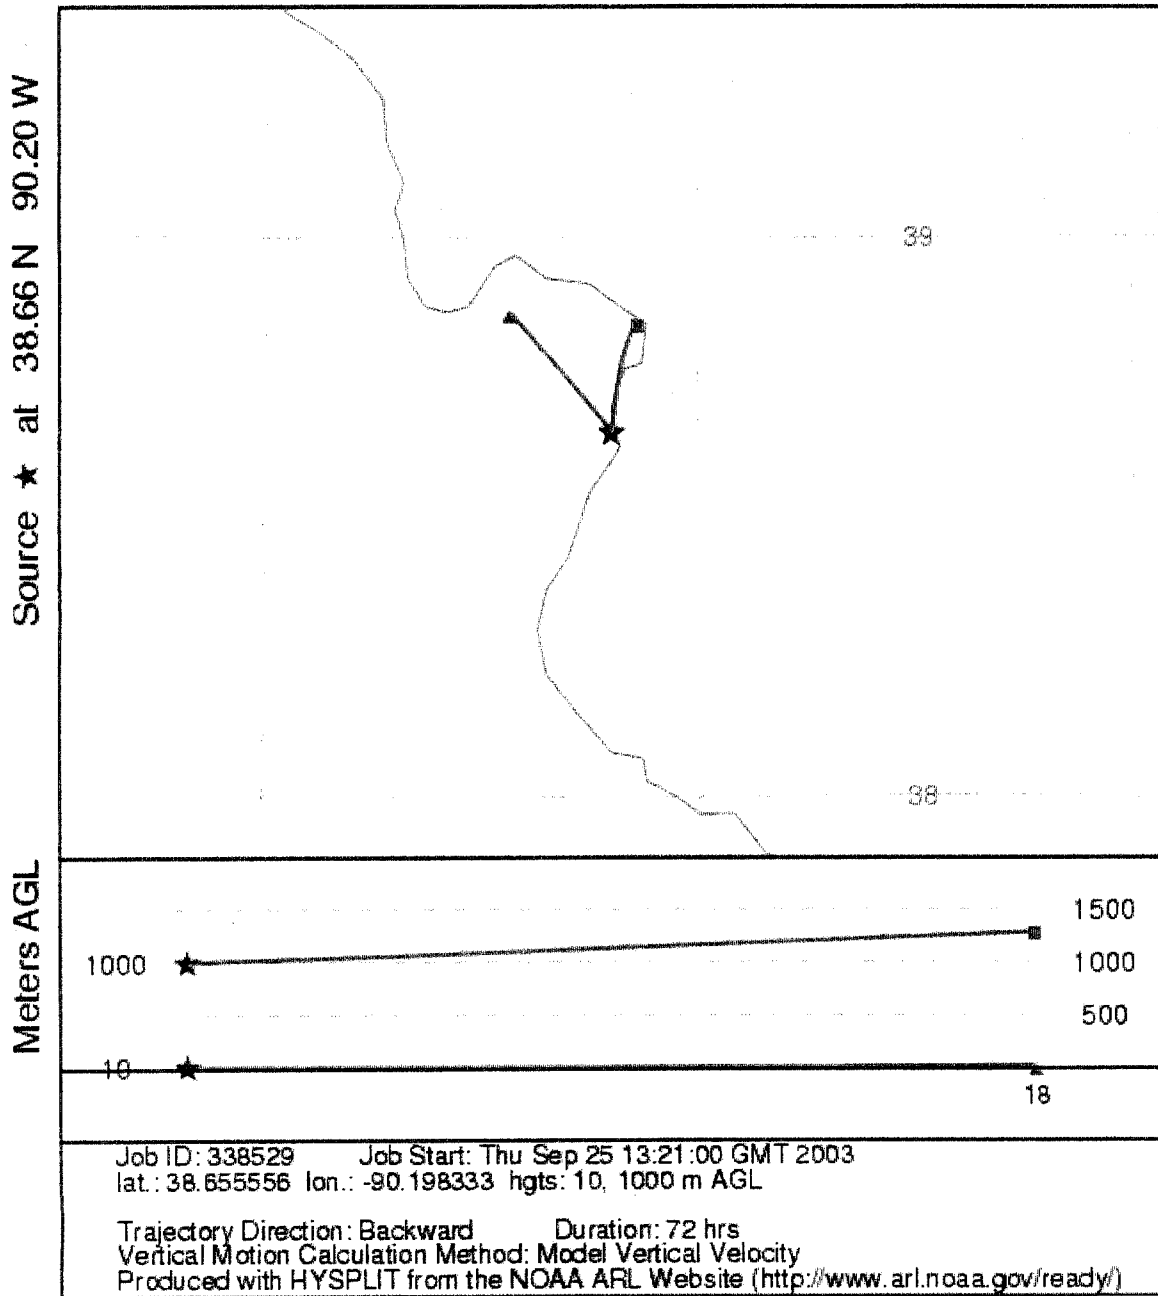 Source ★ at 38.66 N 90.20 W
39
38
Meters AGL
1500
1000
1000
500
10
18
Job ID: 338529 Job Start: Thu Sep 25 13:21:00 GMT 2003
lat.: 38.655556 lon.: -90.198333 hgts: 10, 1000 m AGL
Trajectory Direction: Backward Duration: 72 hrs
Vertical Motion Calculation Method: Model Vertical Velocity
Produced with HYSPLIT from the NOAA ARL Website (http://www.arl.noaa.gov/ready/)